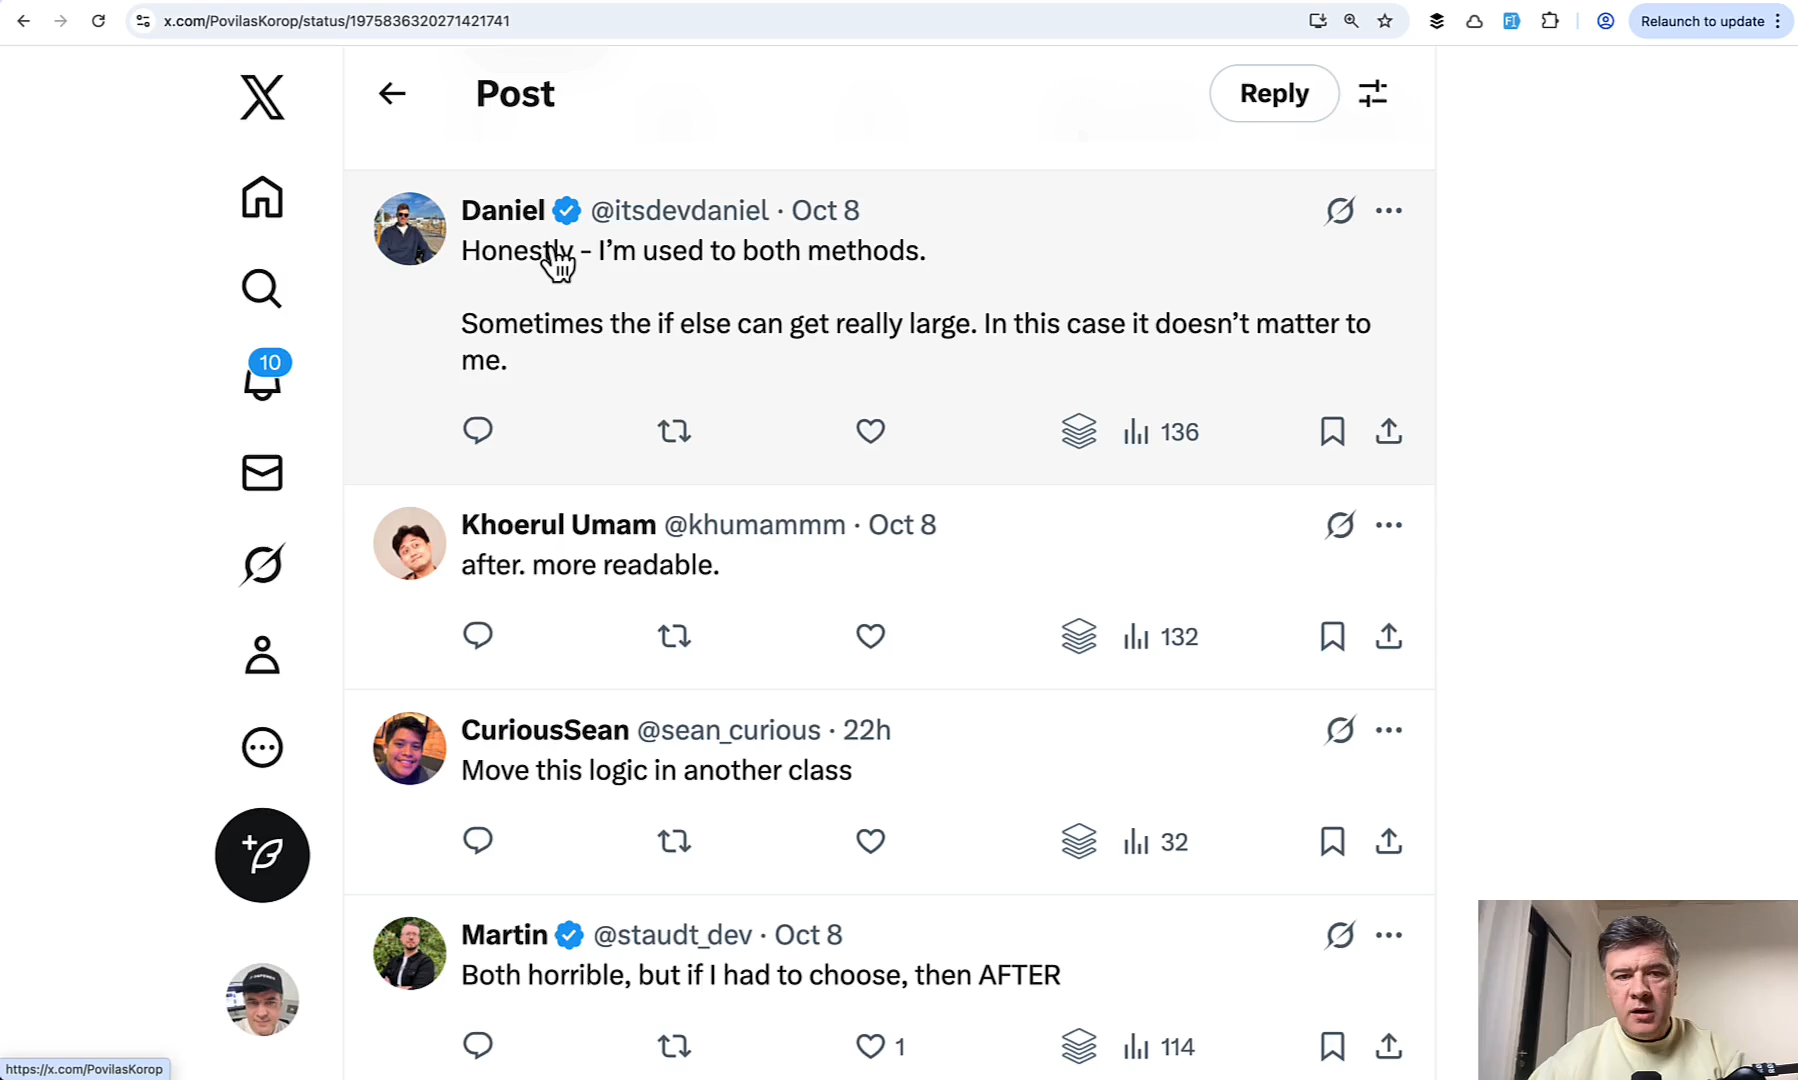 x.com/PovilasKorop/status/1975836320271421741
Relaunch to update
Post
Reply
10
Daniel @itsdevdaniel · Oct 8
Honestly - I’m used to both methods.
Sometimes the if else can get really large. In this case it doesn’t matter to
me.
136
Khoerul Umam @khumammm · Oct 8
after. more readable.
132
CuriousSean @sean_curious · 22h
Move this logic in another class
32
Martin @staudt_dev · Oct 8
Both horrible, but if I had to choose, then AFTER
1
114
https://x.com/PovilasKorop